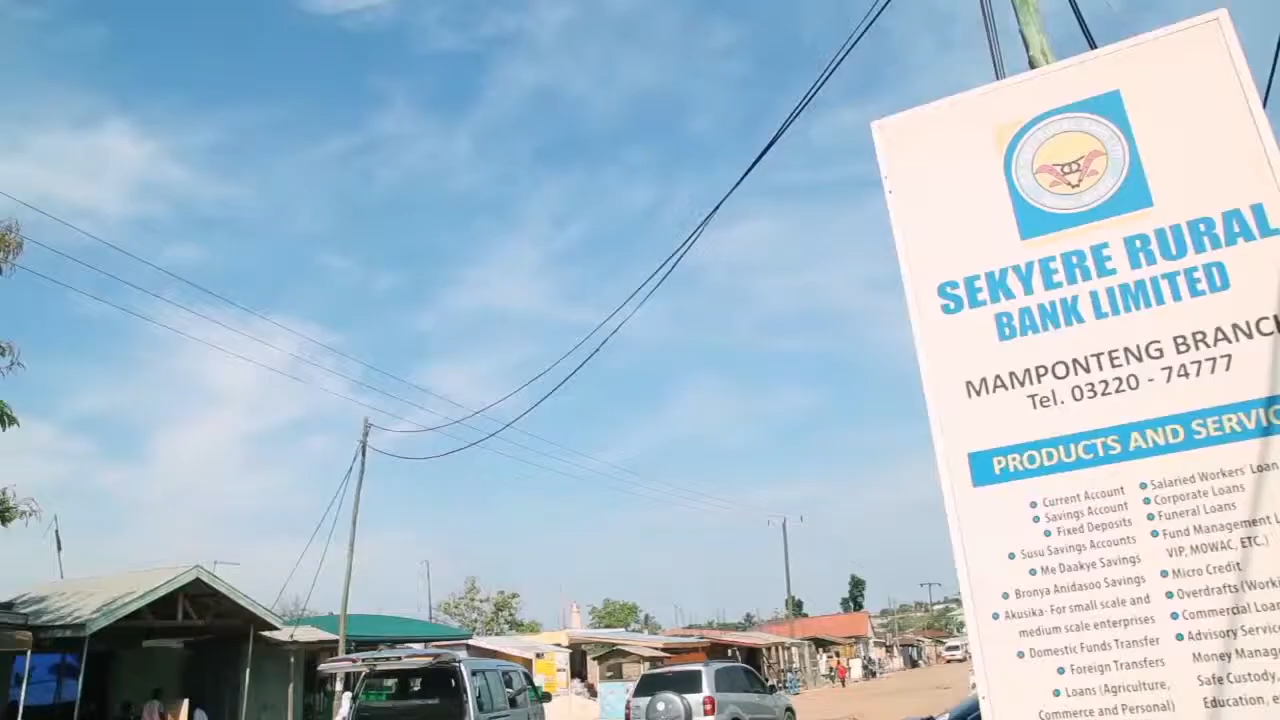 SEKYERE RURAL
BANK LIMITED
MAMPONTENG BRANCH
Tel. 03220 - 74777
PRODUCTS AND SERVIC
Current Account
Savings Account
Fixed Deposits
Susu Savings Accounts
Me Daakye Savings
Bronya Anidasoo Savings
Akusika- For small scale and
medium scale enterprises
Domestic Funds Transfer
Foreign Transfers
Loans (Agriculture,
Commerce and Personal)
Salaried Workers' Loan
Corporate Loans
Funeral Loans
Fund Management L
VIP, MOWAC, ETC.)
Micro Credit
Overdrafts (Worki
Commercial Loa
Advisory Servic
Money Manag
Safe Custody,
Education, e